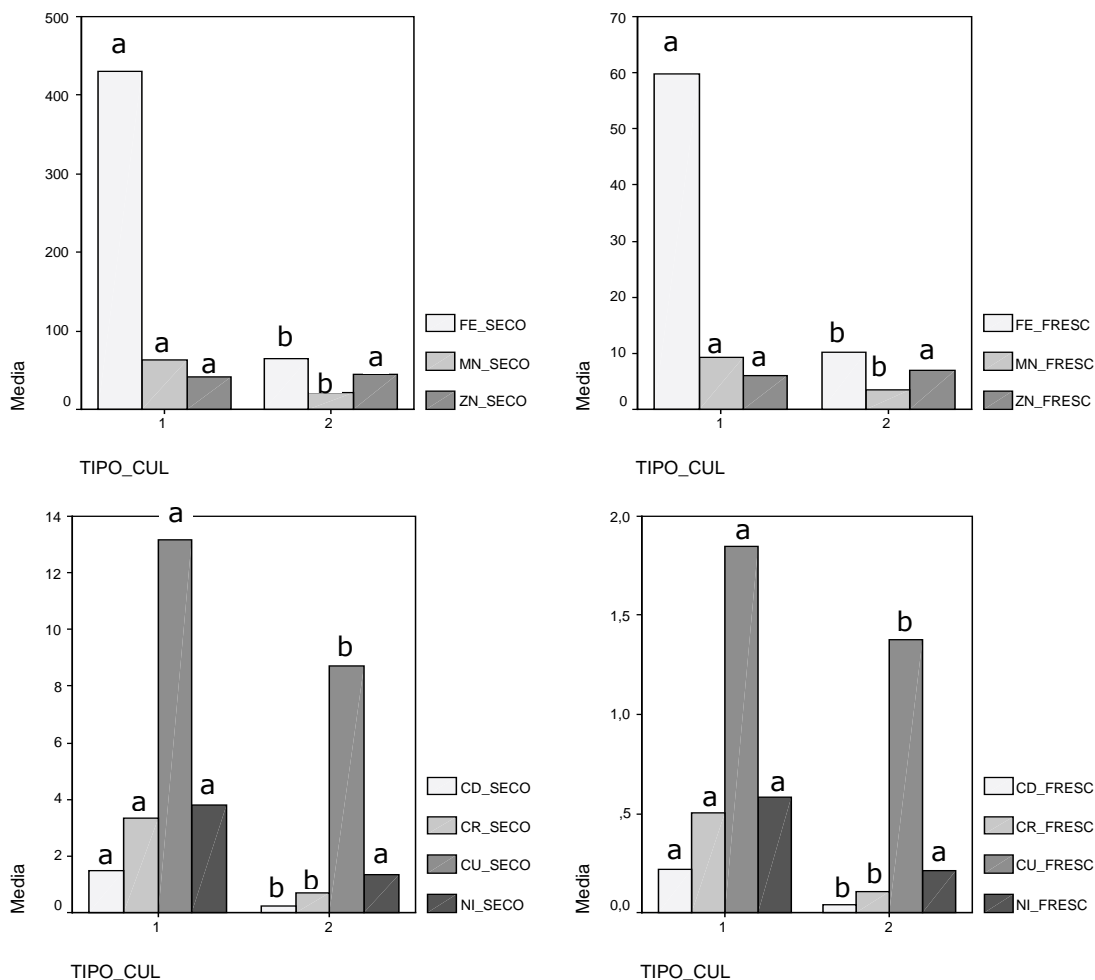 500
400
300
200
100
0
Media
a
a
a
b
b
a
1
2
TIPO_CUL
FE_SECO
MN_SECO
ZN_SECO
70
60
50
40
30
20
10
0
Media
a
a
a
b
b
a
1
2
TIPO_CUL
FE_FRESC
MN_FRESC
ZN_FRESC
14
12
10
8
6
4
2
0
Media
a
a
a
a
b
b
b
a
1
2
TIPO_CUL
CD_SECO
CR_SECO
CU_SECO
NI_SECO
2,0
1,5
1,0
,5
0,0
Media
a
a
a
a
b
b
b
a
1
2
TIPO_CUL
CD_FRESC
CR_FRESC
CU_FRESC
NI_FRESC